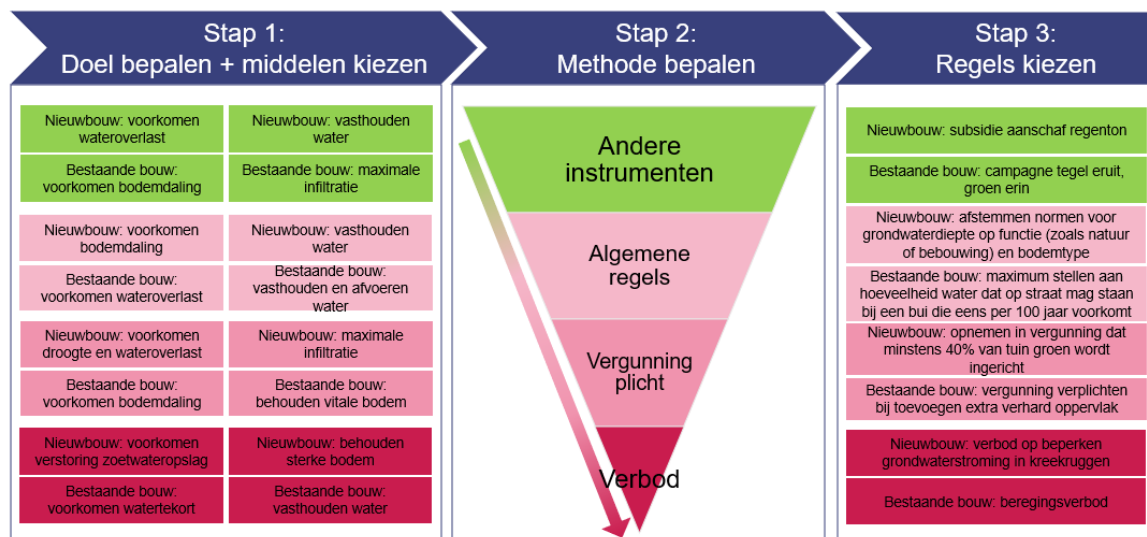 Stap 1:
Doel bepalen + middelen kiezen
Nieuwbouw: voorkomen
wateroverlast
Nieuwbouw: vasthouden
water
Bestaande bouw:
voorkomen bodemdaling
Bestaande bouw: maximale
infiltratie
Nieuwbouw: voorkomen
bodemdaling
Nieuwbouw: vasthouden
water
Bestaande bouw:
voorkomen wateroverlast
Bestaande bouw:
vasthouden en afvoeren
water
Nieuwbouw: voorkomen
droogte en wateroverlast
Nieuwbouw: maximale
infiltratie
Bestaande bouw:
voorkomen bodemdaling
Bestaande bouw:
behouden vitale bodem
Nieuwbouw: voorkomen
verstoring zoetwateropslag
Nieuwbouw: behouden
sterke bodem
Bestaande bouw:
voorkomen watertekort
Bestaande bouw:
vasthouden water
Stap 2:
Methode bepalen
Andere
instrumenten
Algemene
regels
Vergunning
plicht
Verbod
Stap 3:
Regels kiezen
Nieuwbouw: subsidie aanschaf regenton
Bestaande bouw: campagne tegel eruit,
groen erin
Nieuwbouw: afstemmen normen voor
grondwaterdiepte op functie (zoals natuur
of bebouwing) en bodemtype
Bestaande bouw: maximum stellen aan
hoeveelheid water dat op straat mag staan
bij een bui die eens per 100 jaar voorkomt
Nieuwbouw: opnemen in vergunning dat
minstens 40% van tuin groen wordt
ingericht
Bestaande bouw: vergunning verplichten
bij toevoegen extra verhard oppervlak
Nieuwbouw: verbod op beperken
grondwaterstroming in kreekruggen
Bestaande bouw: beregingsverbod